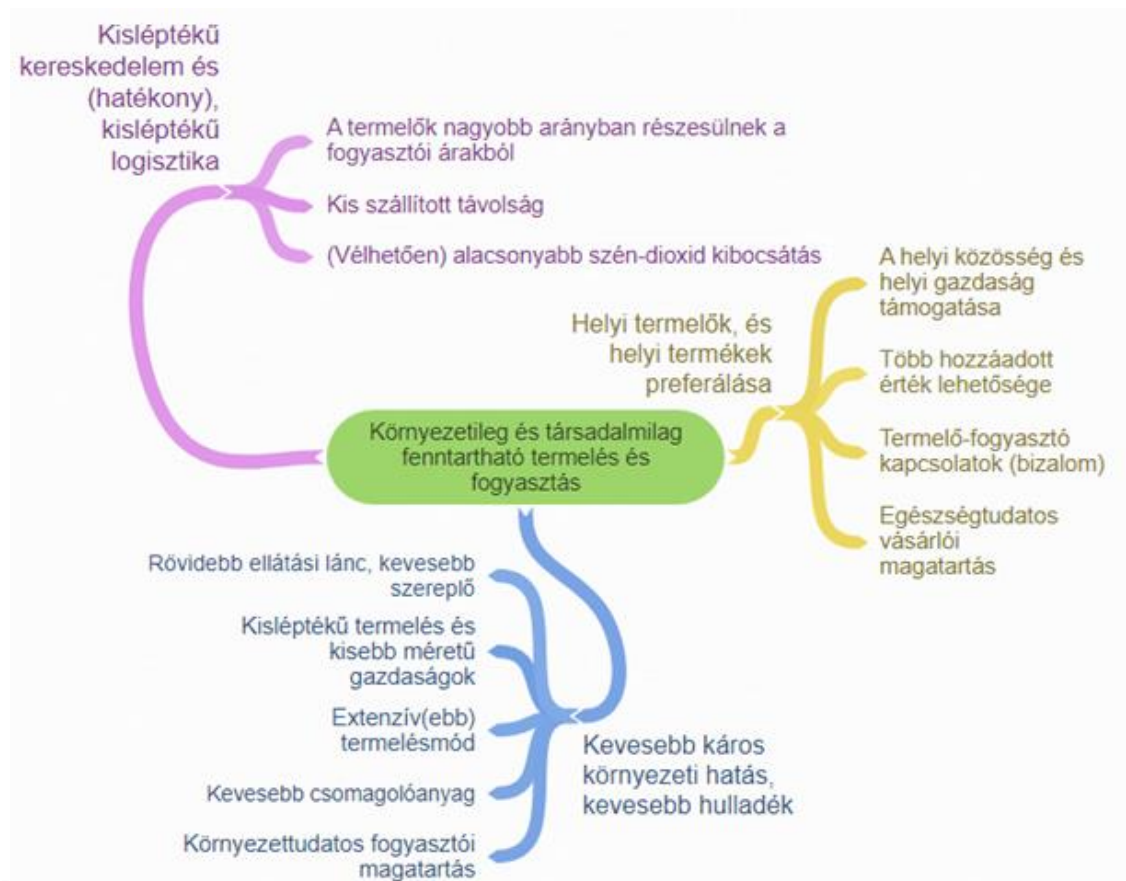 Kisléptékű
kereskedelem és
(hatékony),
kisléptékű
logisztika
A termelők nagyobb arányban részesülnek a
fogyasztói árakból
Kis szállított távolság
(Vélhetően) alacsonyabb szén-dioxid kibocsátás
Helyi termelők, és
helyi termékek
preferálása
A helyi közösség és
helyi gazdaság
támogatása
Több hozzáadott
érték lehetősége
Termelő-fogyasztó
kapcsolatok (bizalom)
Egészségtudatos
vásárlói
magatartás
Környezetileg és társadalmilag
fenntartható termelés és
fogyasztás
Rövidebb ellátási lánc, kevesebb
szereplő
Kisléptékű termelés és
kisebb méretű
gazdaságok
Extenzív(ebb)
termelésmód
Kevesebb csomagolóanyag
Környezettudatos fogyasztói
magatartás
Kevesebb káros
környezeti hatás,
kevesebb hulladék